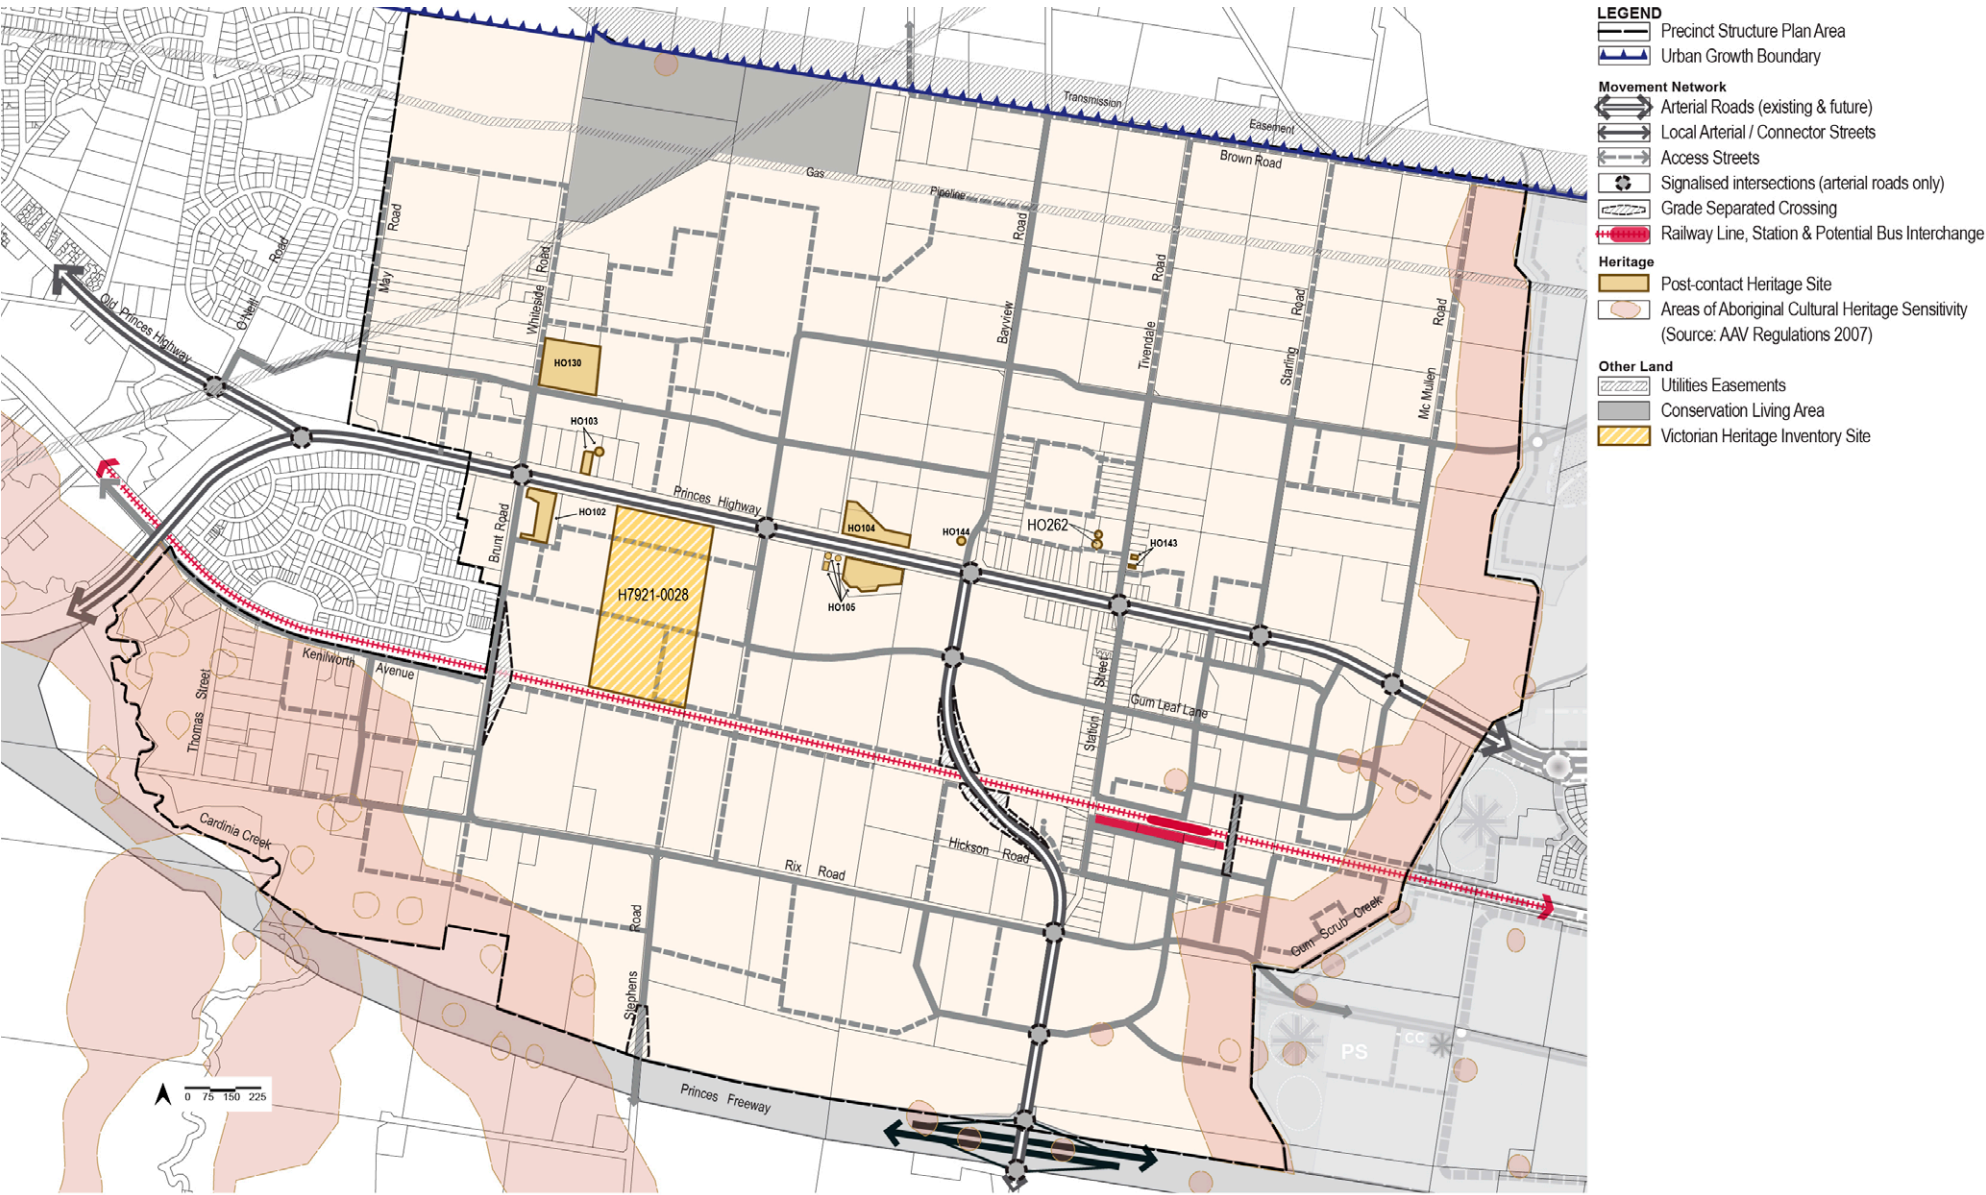 LEGEND
Precinct Structure Plan Area
Urban Growth Boundary
Movement Network
Arterial Roads (existing & future)
Local Arterial / Connector Streets
Access Streets
Signalised intersections (arterial roads only)
Grade Separated Crossing
Railway Line, Station & Potential Bus Interchange
Heritage
Post-contact Heritage Site
Areas of Aboriginal Cultural Heritage Sensitivity
(Source: AAV Regulations 2007)
Other Land
Utilities Easements
Conservation Living Area
Victorian Heritage Inventory Site
Transmission
Easement
Brown Road
Gas
Pipeline
May
Road
Whiteside
Road
Bayview
Road
Tivendale
Road
Starling
Road
Mc Mullen
Road
O'Neil
Road
Old Princes Highway
HO130
HO103
HO102
Princes Highway
HO104
HO144
HO262
HO143
HO105
H7921-0028
Brunt Road
Kenilworth
Avenue
Thomas Street
Station
Street
Gum Leaf Lane
Cardinia Creek
Hickson Road
Rix Road
Gum Scrub Creek
Stephens
Road
PS
CC
Princes Freeway
0 75 150 225